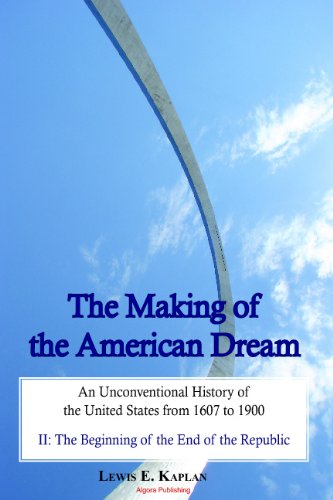 The Making of
the American Dream
An Unconventional History of
the United States from 1607 to 1900
II: The Beginning of the End of the Republic
Lewis E. Kaplan
Algora Publishing